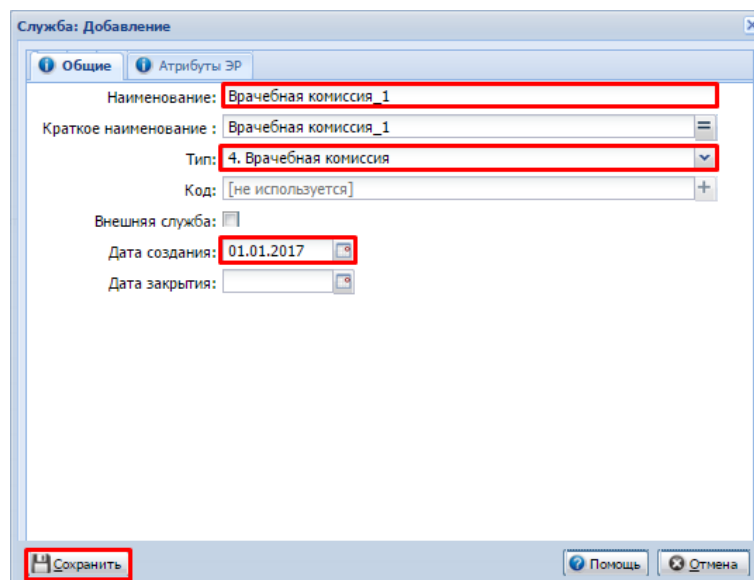 Служба: Добавление
Общие Атрибуты ЭР
Наименование: Врачебная комиссия_1
Краткое наименование : Врачебная комиссия_1
Тип: 4. Врачебная комиссия
Код: [не используется]
Внешняя служба:
Дата создания: 01.01.2017
Дата закрытия:
Сохранить Помощь Отмена